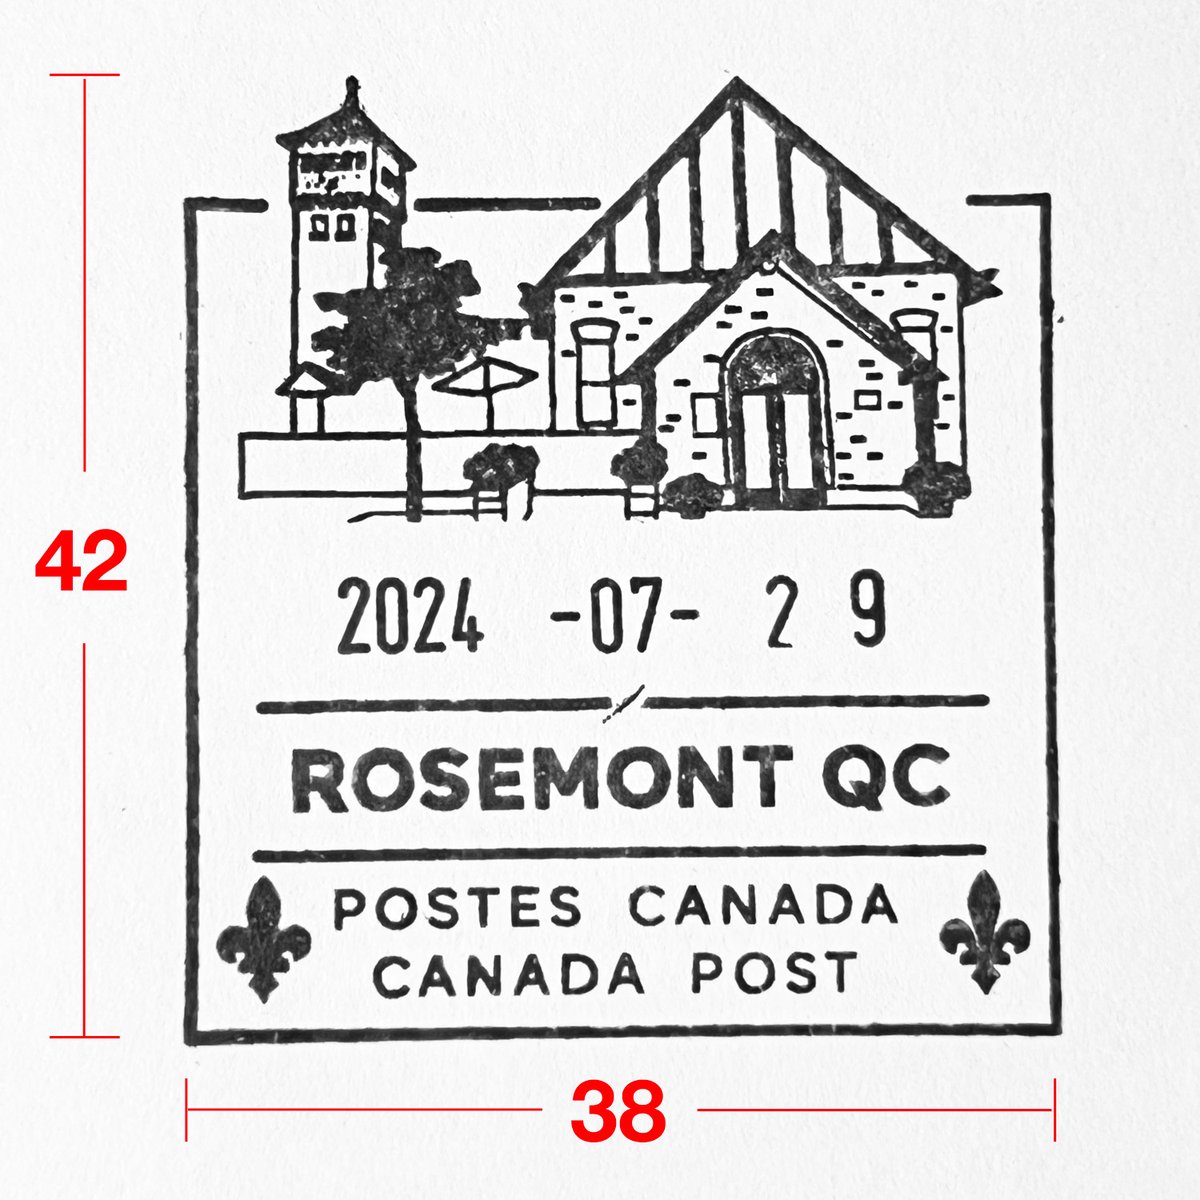 42
2024 -07- 2 9
ROSEMONT QC
POSTES CANADA
CANADA POST
38